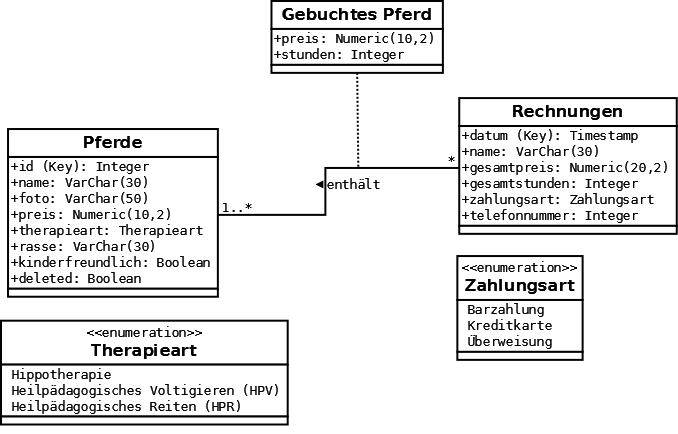 Gebuchtes Pferd
+preis: Numeric(10,2)
+stunden: Integer
Rechnungen
+datum (Key): Timestamp
+name: VarChar(30)
+gesamtpreis: Numeric(20,2)
+gesamtstunden: Integer
+zahlungsart: Zahlungsart
+telefonnummer: Integer
Pferde
+id (Key): Integer
+name: VarChar(30)
+foto: VarChar(50)
+preis: Numeric(10,2)
+therapieart: Therapieart
+rasse: VarChar(30)
+kinderfreundlich: Boolean
+deleted: Boolean
*
enthält
1..*
<<enumeration>>
Zahlungsart
Barzahlung
Kreditkarte
Überweisung
<<enumeration>>
Therapieart
Hippotherapie
Heilpädagogisches Voltigieren (HPV)
Heilpädagogisches Reiten (HPR)